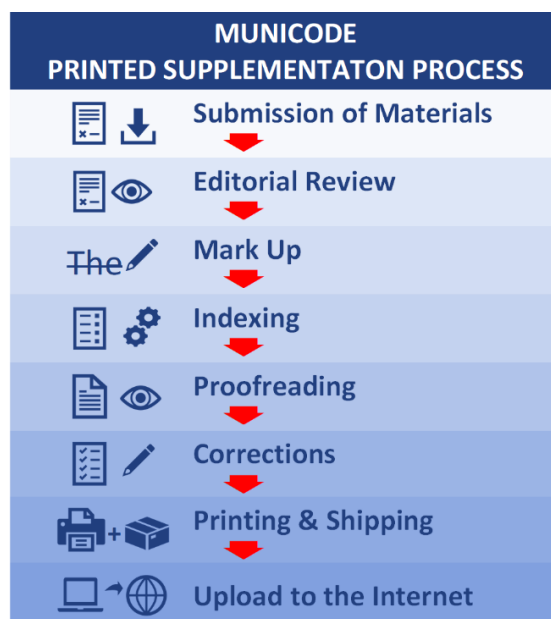 MUNICODE
PRINTED SUPPLEMENTATON PROCESS
Submission of Materials
Editorial Review
The
Mark Up
Indexing
Proofreading
Corrections
+
Printing & Shipping
Upload to the Internet